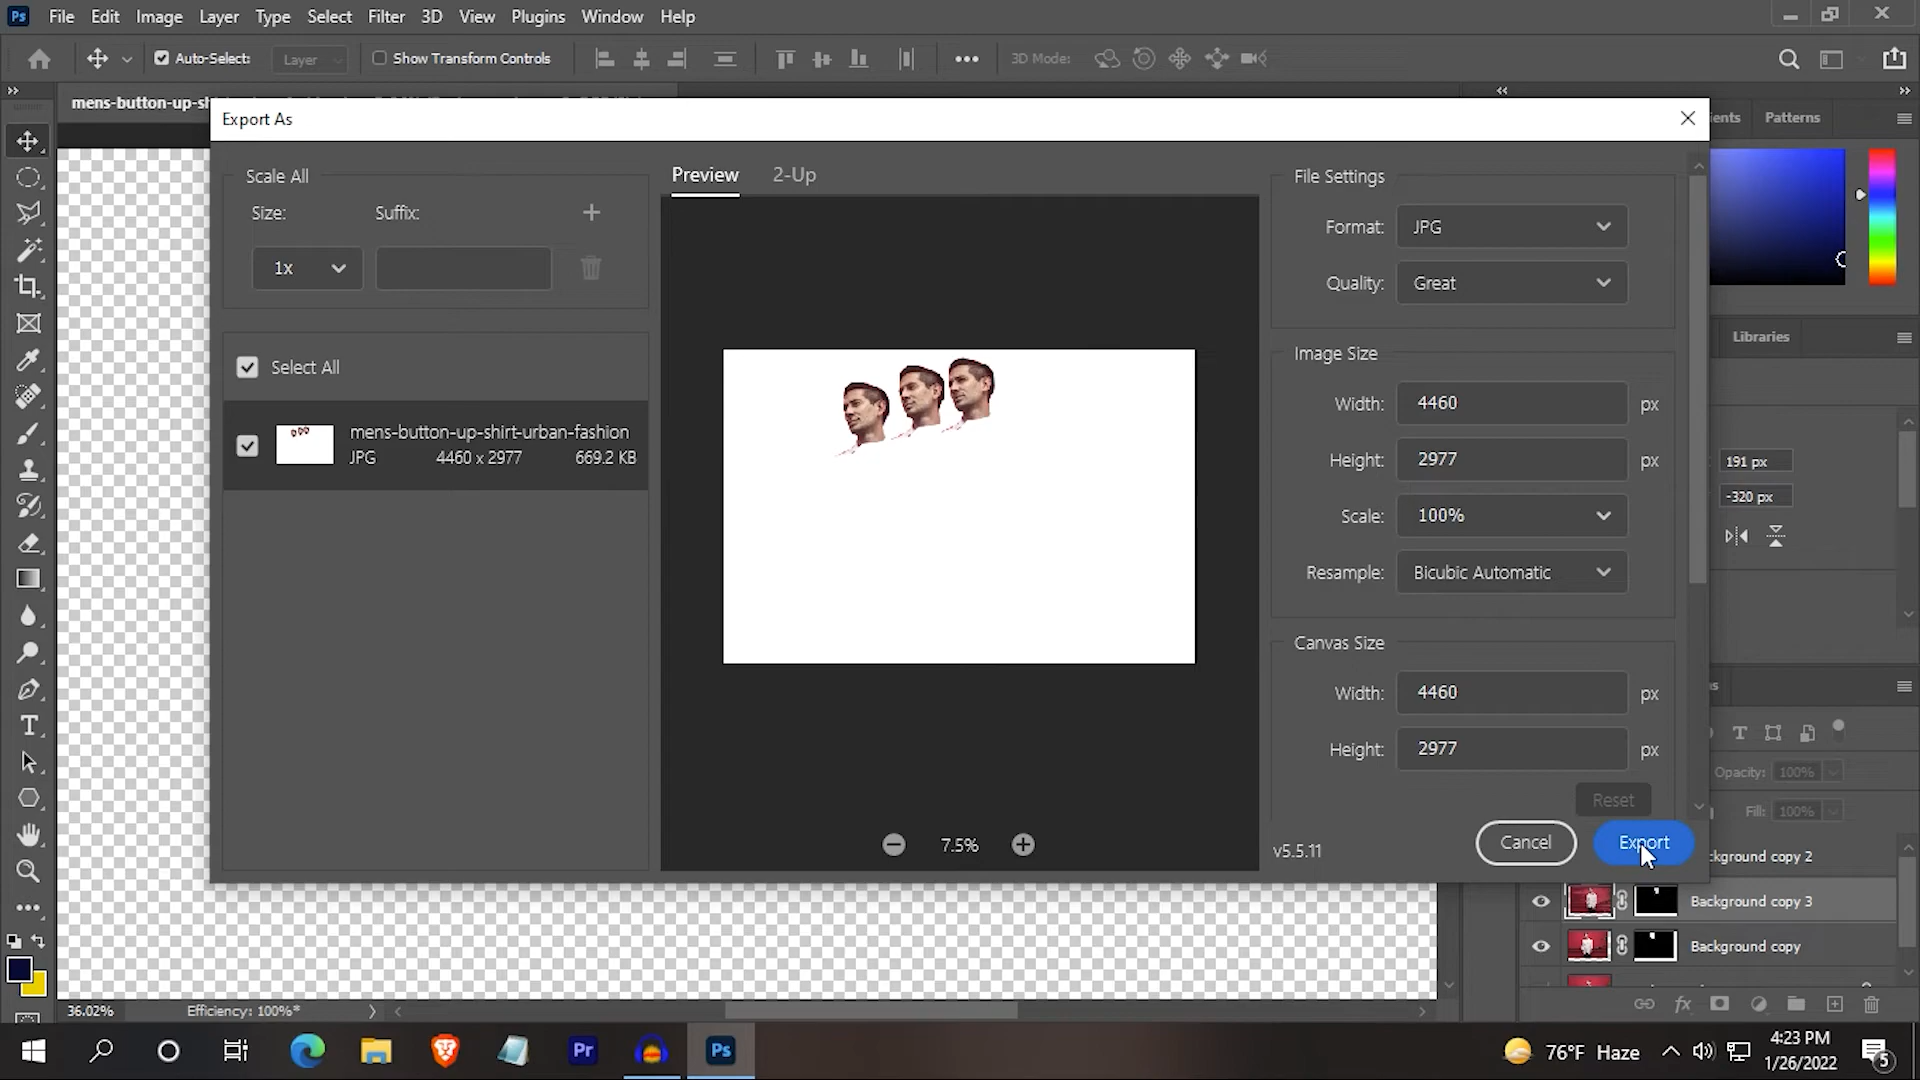 Ps File Edit Image Layer Type Select Filter 3D View Plugins Window Help
Auto-Select: Layer Show Transform Controls 3D Mode:
mens-button-up-sh
Patterns
Export As
Scale All
Size: Suffix:
1x
Select All
mens-button-up-shirt-urban-fashion
JPG 4460 x 2977 669.2 KB
Preview 2-Up
7.5%
File Settings
Format: JPG
Quality: Great
Image Size
Width: 4460 px
Height: 2977 px
Scale: 100%
Resample: Bicubic Automatic
Canvas Size
Width: 4460 px
Height: 2977 px
Reset
v5.5.11 Cancel Export
Libraries
191 px
-320 px
Opacity: 100%
Fill: 100%
ckground copy 2
Background copy 3
Background copy
36.02% Efficiency: 100%*
Pr Ps
76°F Haze
4:23 PM
1/26/2022
5